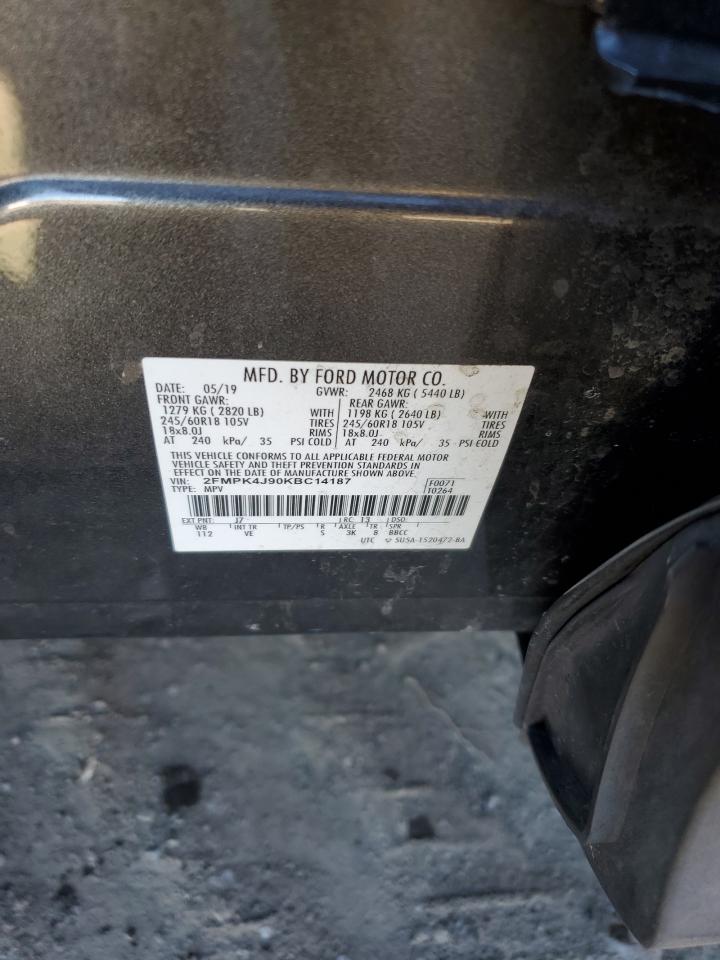 MFD. BY FORD MOTOR CO.
DATE: 05/19 GVWR: 2468 KG ( 5440 LB)
FRONT GAWR: REAR GAWR:
1279 KG ( 2820 LB) WITH 1198 KG ( 2640 LB) WITH
245/60R18 105V TIRES 245/60R18 105V TIRES
18x8.0J RIMS 18x8.0J RIMS
AT 240 kPa/ 35 PSI COLD AT 240 kPa/ 35 PSI COLD
THIS VEHICLE CONFORMS TO ALL APPLICABLE FEDERAL MOTOR
VEHICLE SAFETY AND THEFT PREVENTION STANDARDS IN
EFFECT ON THE DATE OF MANUFACTURE SHOWN ABOVE.
VIN: 2FMPK4J90KBC14187 F0071
TYPE: MPV T0264
EXT PNT: J7 RC: 13 DSO:
WB INT TR TP/PS R AXLE TR SPR
112 VE S 3K 8 BBCC
UTC 5U5A-1520472-BA